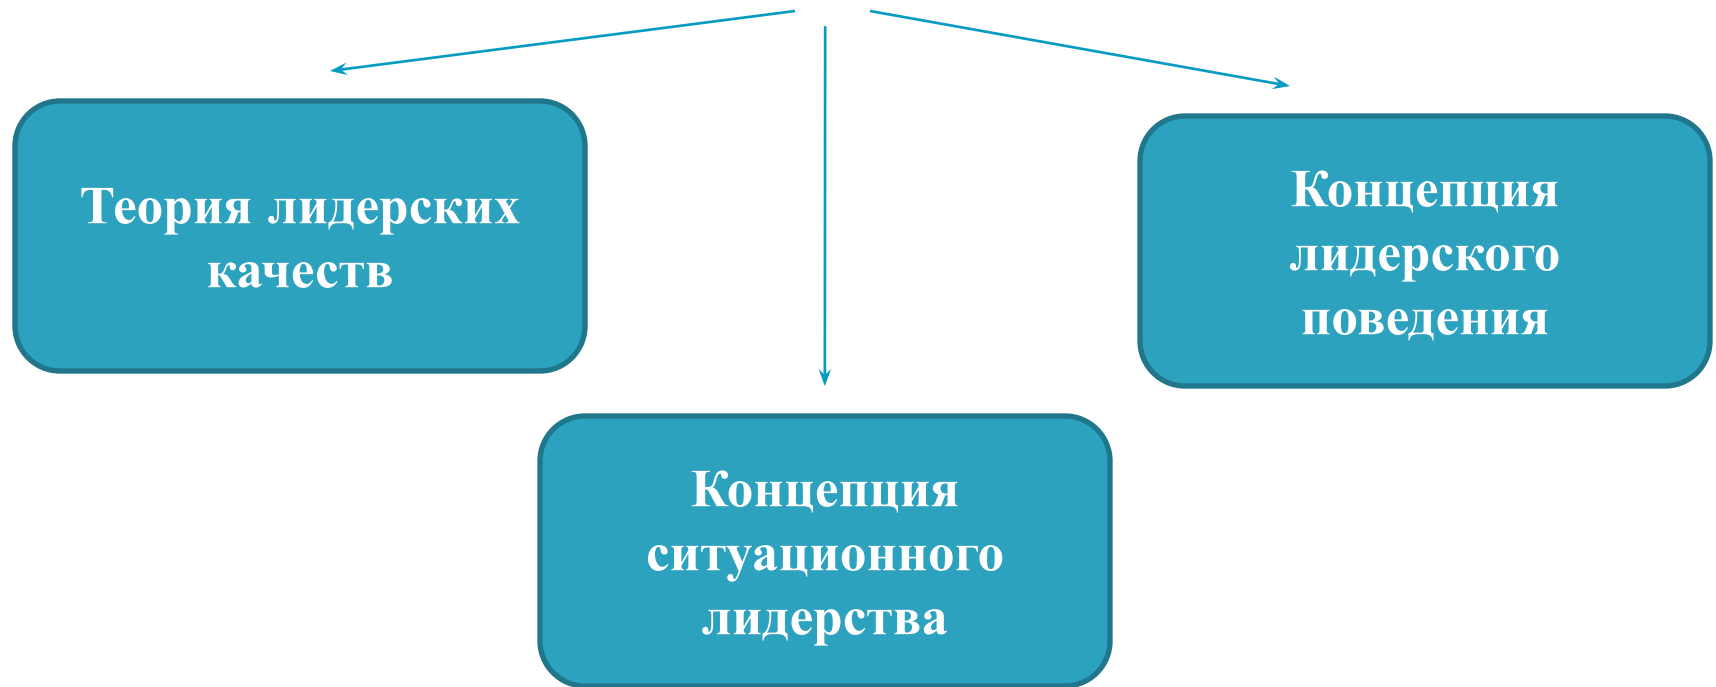 Теория лидерских
качеств
Концепция
лидерского
поведения
Концепция
ситуационного
лидерства